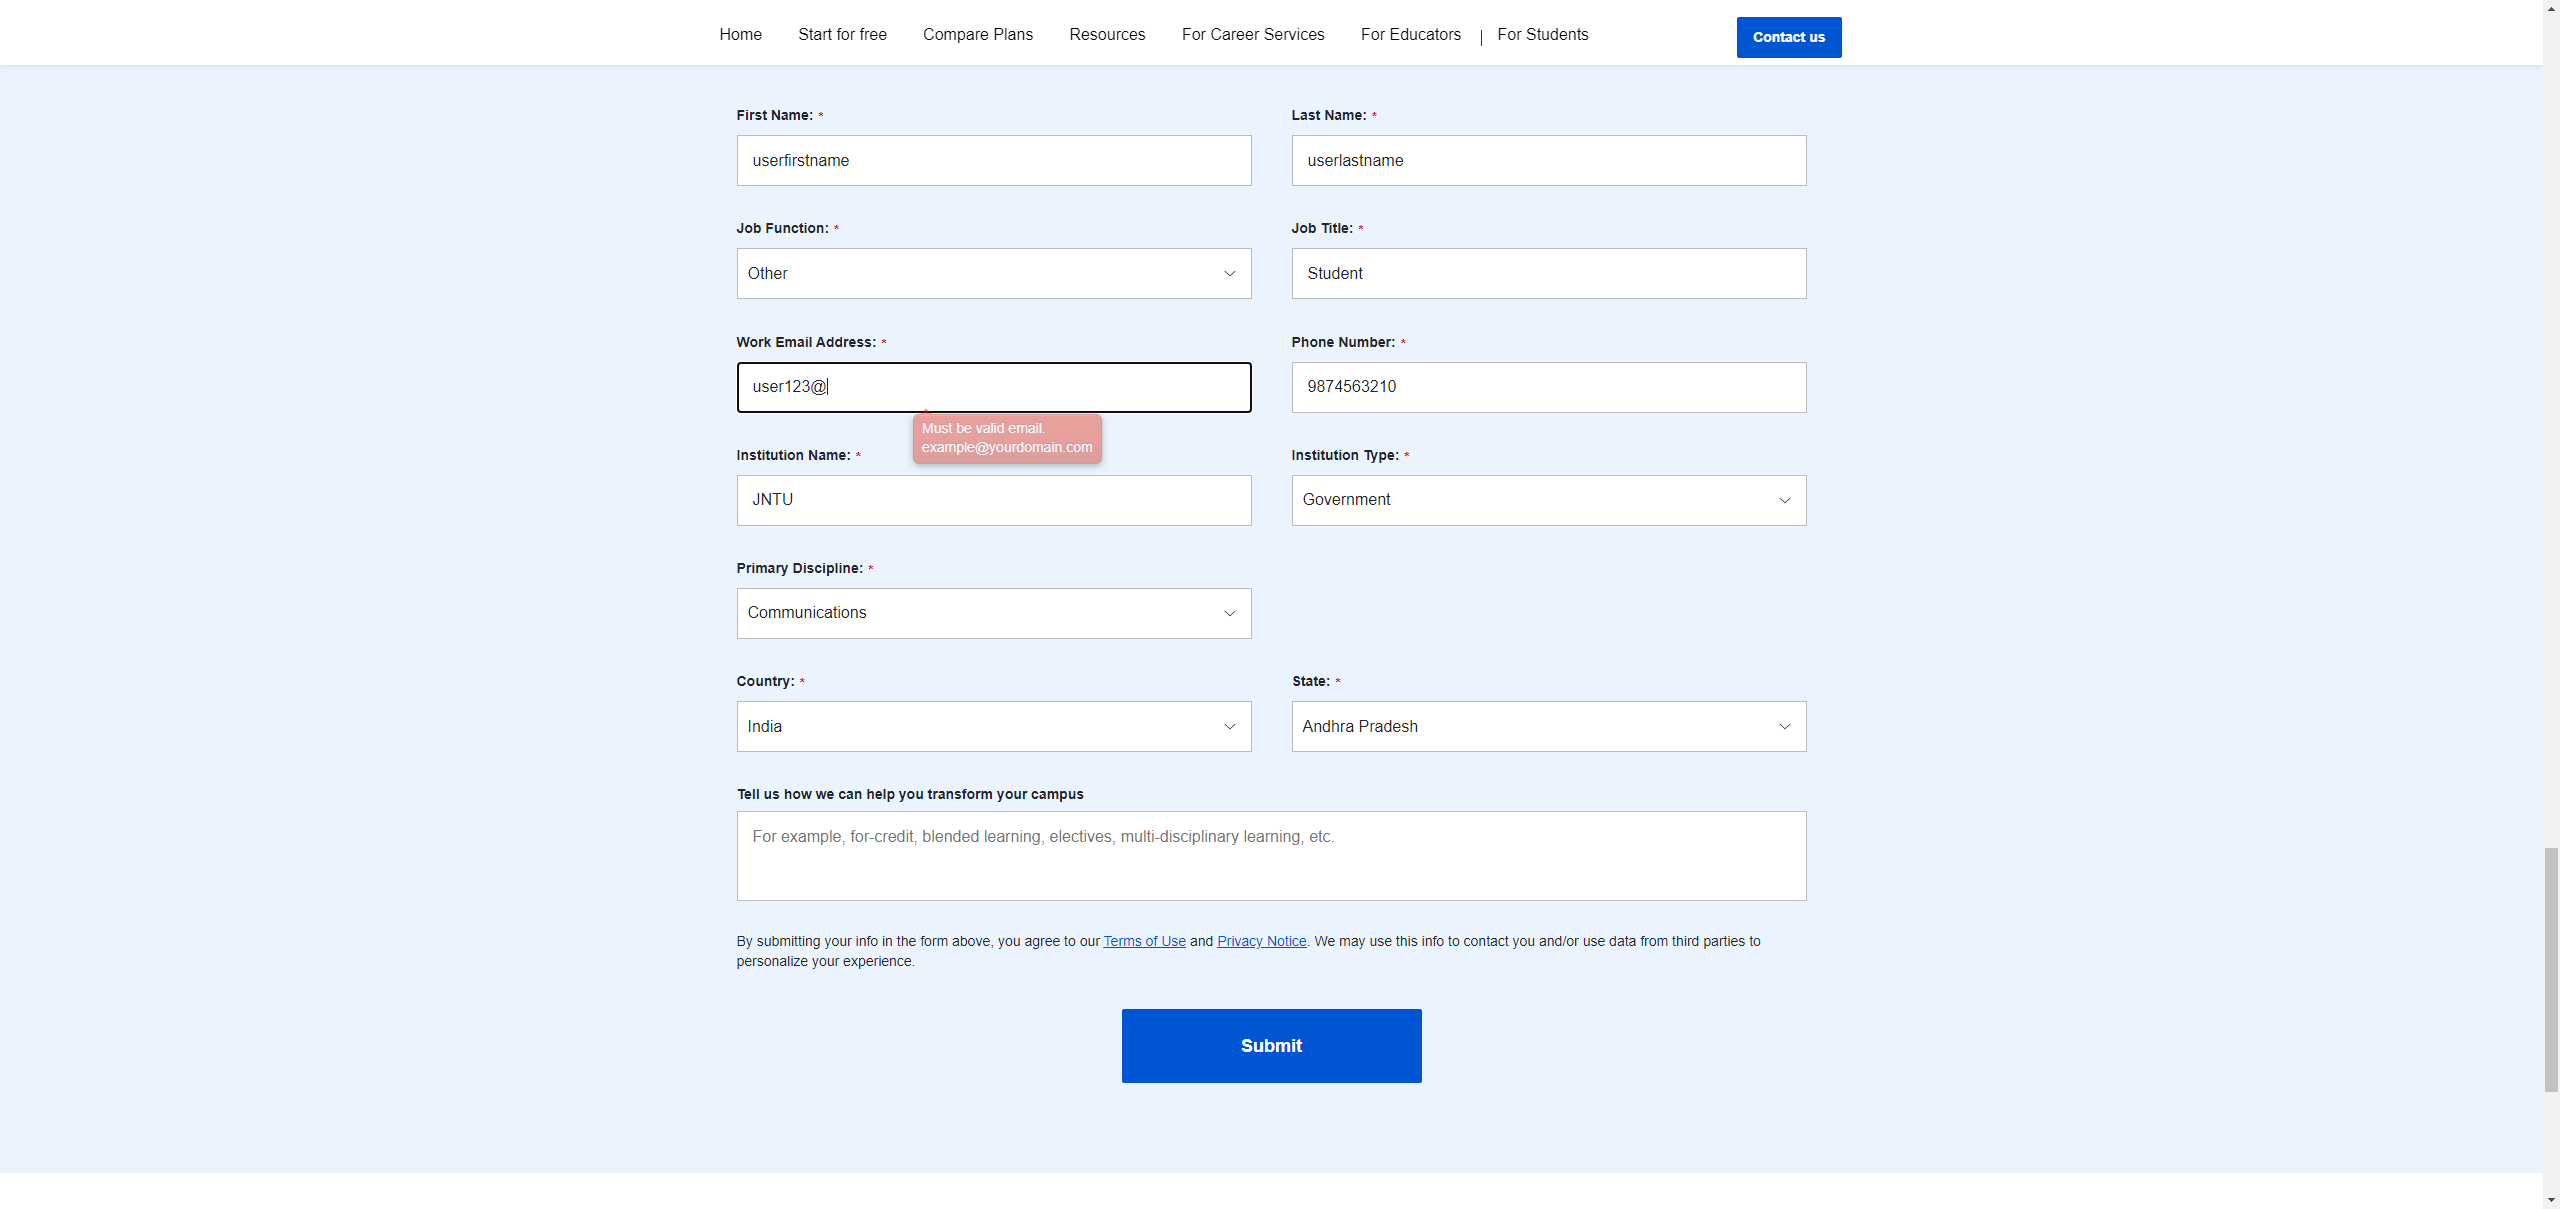 Home Start for free Compare Plans Resources For Career Services For Educators | For Students Contact us
First Name: * Last Name: *
userfirstname userlastname
Job Function: * Job Title: *
Other Student
Work Email Address: * Phone Number: *
user123@ 9874563210
Must be valid email.
example@yourdomain.com
Institution Name: * Institution Type: *
JNTU Government
Primary Discipline: *
Communications
Country: * State: *
India Andhra Pradesh
Tell us how we can help you transform your campus
For example, for-credit, blended learning, electives, multi-disciplinary learning, etc.
By submitting your info in the form above, you agree to our Terms of Use and Privacy Notice. We may use this info to contact you and/or use data from third parties to
personalize your experience.
Submit